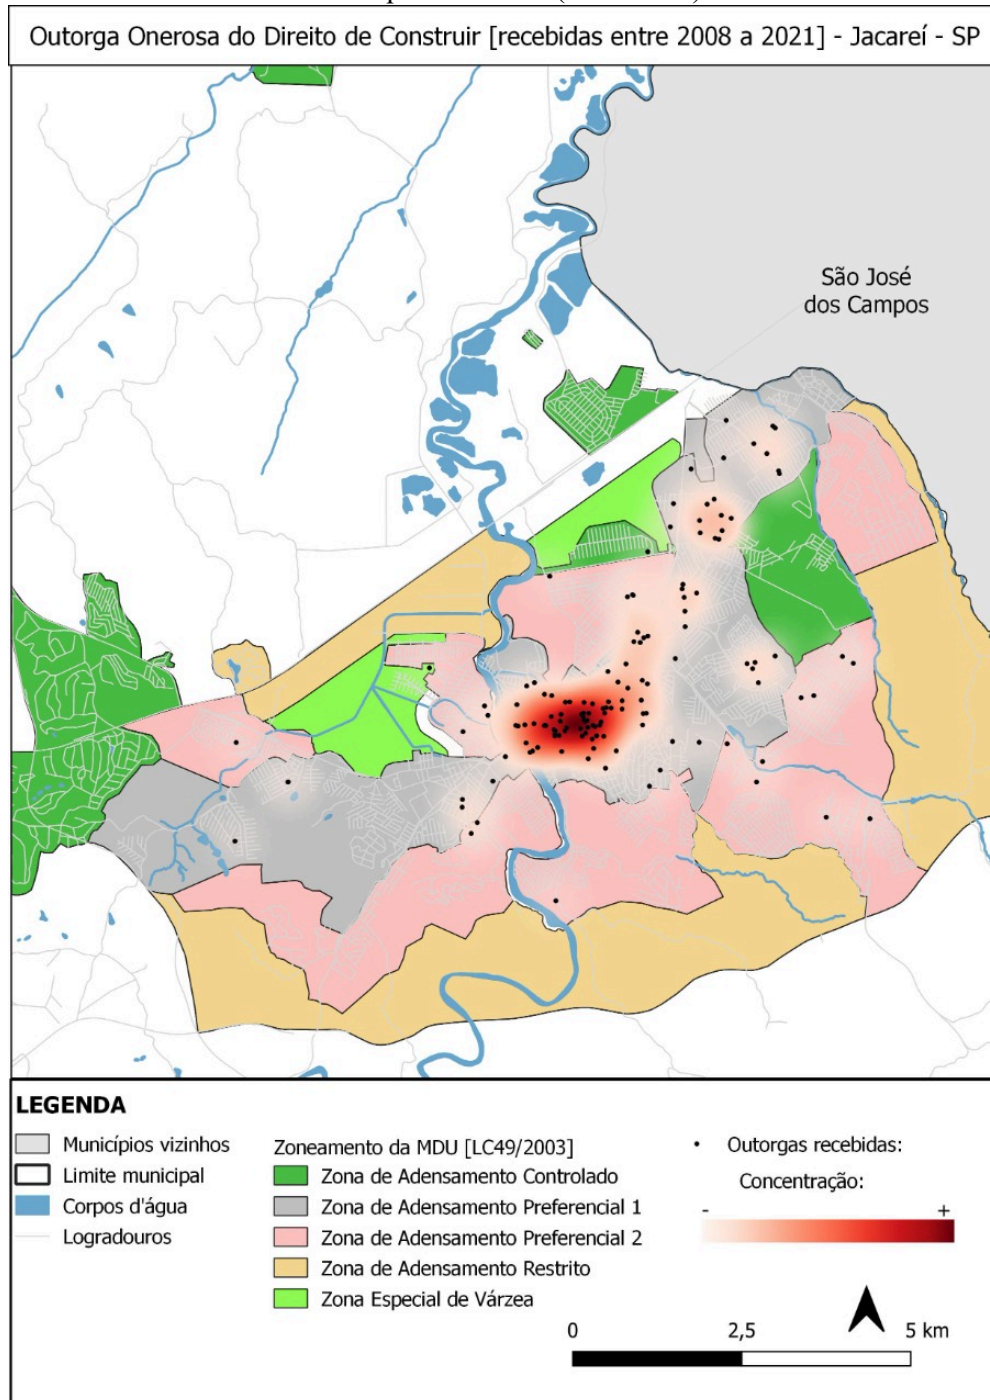 Outorga Onerosa do Direito de Construir [recebidas entre 2008 a 2021] - Jacareí - SP
São José
dos Campos
LEGENDA
Municípios vizinhos
Limite municipal
Corpos d'água
Logradouros
Zoneamento da MDU [LC49/2003]
Zona de Adensamento Controlado
Zona de Adensamento Preferencial 1
Zona de Adensamento Preferencial 2
Zona de Adensamento Restrito
Zona Especial de Várzea
Outorgas recebidas:
Concentração:
- +
0 2,5 5 km